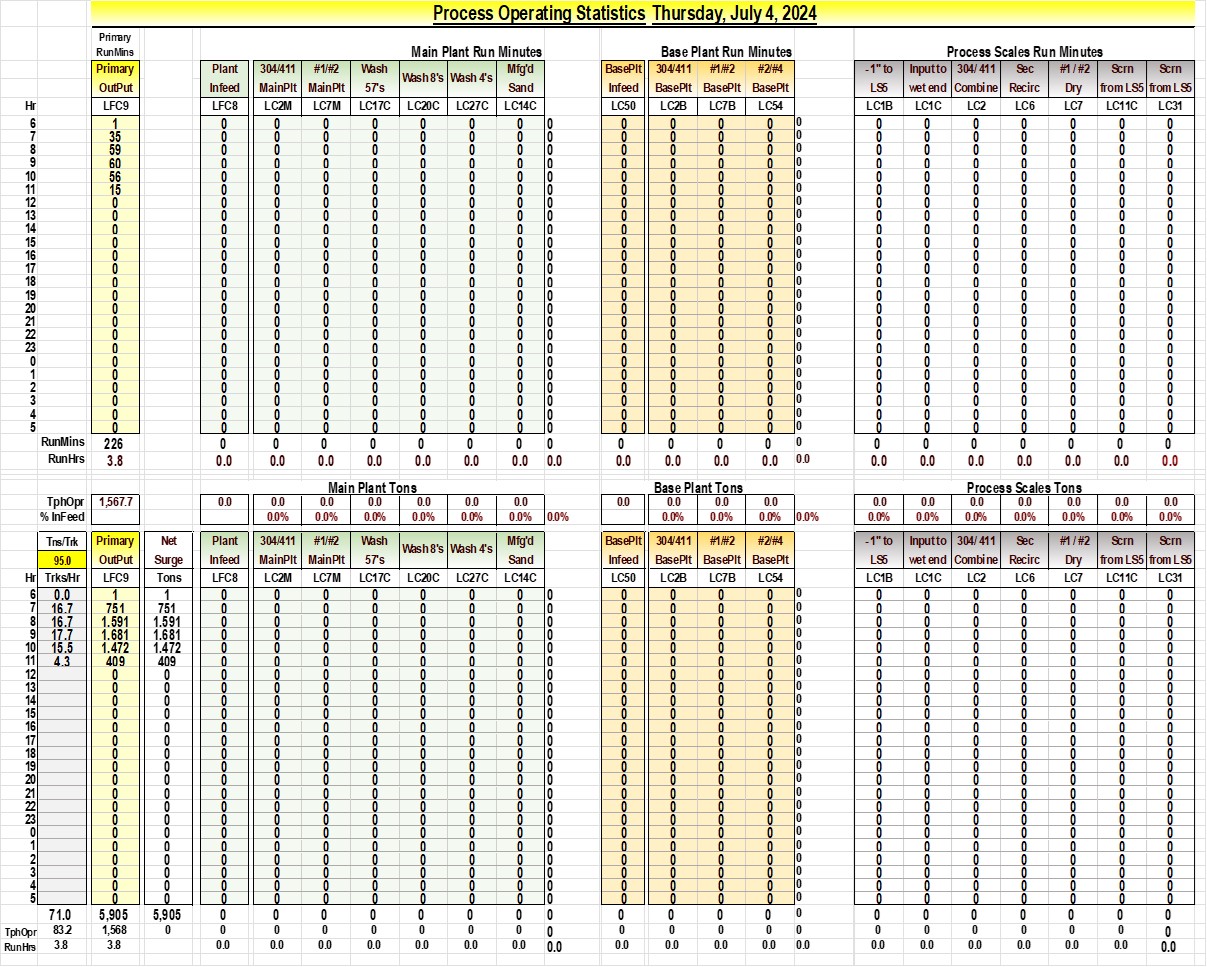 Process Operating Statistics Thursday, July 4, 2024
Primary
RunMins Main Plant Run Minutes Base Plant Run Minutes Process Scales Run Minutes
Primary Plant 304/411 #1/#2 Wash Wash 8's Wash 4's Mfg'd BasePlt 304/411 #1/#2 #2/#4 -1" to Input to 304/ 411 Sec #1 / #2 Scrn Scrn
OutPut Infeed MainPlt MainPlt 57's Sand Infeed BasePlt BasePlt BasePlt LS5 wet end Combine Recirc Dry from LS5 from LS5
Hr LFC9 LFC8 LC2M LC7M LC17C LC20C LC27C LC14C LC50 LC2B LC7B LC54 LC1B LC1C LC2 LC6 LC7 LC11C LC31
6 1 0 0 0 0 0 0 0 0 0 0 0 0 0 0 0 0 0 0 0 0
7 35 0 0 0 0 0 0 0 0 0 0 0 0 0 0 0 0 0 0 0 0
8 59 0 0 0 0 0 0 0 0 0 0 0 0 0 0 0 0 0 0 0 0
9 60 0 0 0 0 0 0 0 0 0 0 0 0 0 0 0 0 0 0 0 0
10 56 0 0 0 0 0 0 0 0 0 0 0 0 0 0 0 0 0 0 0 0
11 15 0 0 0 0 0 0 0 0 0 0 0 0 0 0 0 0 0 0 0 0
12 0 0 0 0 0 0 0 0 0 0 0 0 0 0 0 0 0 0 0 0 0
13 0 0 0 0 0 0 0 0 0 0 0 0 0 0 0 0 0 0 0 0 0
14 0 0 0 0 0 0 0 0 0 0 0 0 0 0 0 0 0 0 0 0 0
15 0 0 0 0 0 0 0 0 0 0 0 0 0 0 0 0 0 0 0 0 0
16 0 0 0 0 0 0 0 0 0 0 0 0 0 0 0 0 0 0 0 0 0
17 0 0 0 0 0 0 0 0 0 0 0 0 0 0 0 0 0 0 0 0 0
18 0 0 0 0 0 0 0 0 0 0 0 0 0 0 0 0 0 0 0 0 0
19 0 0 0 0 0 0 0 0 0 0 0 0 0 0 0 0 0 0 0 0 0
20 0 0 0 0 0 0 0 0 0 0 0 0 0 0 0 0 0 0 0 0 0
21 0 0 0 0 0 0 0 0 0 0 0 0 0 0 0 0 0 0 0 0 0
22 0 0 0 0 0 0 0 0 0 0 0 0 0 0 0 0 0 0 0 0 0
23 0 0 0 0 0 0 0 0 0 0 0 0 0 0 0 0 0 0 0 0 0
0 0 0 0 0 0 0 0 0 0 0 0 0 0 0 0 0 0 0 0 0 0
1 0 0 0 0 0 0 0 0 0 0 0 0 0 0 0 0 0 0 0 0 0
2 0 0 0 0 0 0 0 0 0 0 0 0 0 0 0 0 0 0 0 0 0
3 0 0 0 0 0 0 0 0 0 0 0 0 0 0 0 0 0 0 0 0 0
4 0 0 0 0 0 0 0 0 0 0 0 0 0 0 0 0 0 0 0 0 0
5 0 0 0 0 0 0 0 0 0 0 0 0 0 0 0 0 0 0 0 0 0
RunMins 226 0 0 0 0 0 0 0 0 0 0 0 0 0 0 0 0 0 0 0 0
RunHrs 3.8 0.0 0.0 0.0 0.0 0.0 0.0 0.0 0.0 0.0 0.0 0.0 0.0 0.0 0.0 0.0 0.0 0.0 0.0 0.0 0.0
Main Plant Tons Base Plant Tons Process Scales Tons
TphOpr 1,567.7 0.0 0.0 0.0 0.0 0.0 0.0 0.0 0.0 0.0 0.0 0.0 0.0 0.0 0.0 0.0 0.0 0.0 0.0
% InFeed 0.0% 0.0% 0.0% 0.0% 0.0% 0.0% 0.0% 0.0% 0.0% 0.0% 0.0% 0.0% 0.0% 0.0% 0.0% 0.0% 0.0% 0.0%
Tns/Trk Primary Net Plant 304/411 #1/#2 Wash Wash 8's Wash 4's Mfg'd BasePlt 304/411 #1/#2 #2/#4 -1" to Input to 304/ 411 Sec #1 / #2 Scrn Scrn
95.0 OutPut Surge Infeed MainPlt MainPlt 57's Sand Infeed BasePlt BasePlt BasePlt LS5 wet end Combine Recirc Dry from LS5 from LS5
Hr Trks/Hr LFC9 Tons LFC8 LC2M LC7M LC17C LC20C LC27C LC14C LC50 LC2B LC7B LC54 LC1B LC1C LC2 LC6 LC7 LC11C LC31
6 0.0 1 1 0 0 0 0 0 0 0 0 0 0 0 0 0 0 0 0 0 0 0 0
7 16.7 751 751 0 0 0 0 0 0 0 0 0 0 0 0 0 0 0 0 0 0 0 0
8 16.7 1.591 1.591 0 0 0 0 0 0 0 0 0 0 0 0 0 0 0 0 0 0 0 0
9 17.7 1.681 1.681 0 0 0 0 0 0 0 0 0 0 0 0 0 0 0 0 0 0 0 0
10 15.5 1.472 1.472 0 0 0 0 0 0 0 0 0 0 0 0 0 0 0 0 0 0 0 0
11 4.3 409 409 0 0 0 0 0 0 0 0 0 0 0 0 0 0 0 0 0 0 0 0
12 0 0 0 0 0 0 0 0 0 0 0 0 0 0 0 0 0 0 0 0 0 0
13 0 0 0 0 0 0 0 0 0 0 0 0 0 0 0 0 0 0 0 0 0 0
14 0 0 0 0 0 0 0 0 0 0 0 0 0 0 0 0 0 0 0 0 0 0
15 0 0 0 0 0 0 0 0 0 0 0 0 0 0 0 0 0 0 0 0 0 0
16 0 0 0 0 0 0 0 0 0 0 0 0 0 0 0 0 0 0 0 0 0 0
17 0 0 0 0 0 0 0 0 0 0 0 0 0 0 0 0 0 0 0 0 0 0
18 0 0 0 0 0 0 0 0 0 0 0 0 0 0 0 0 0 0 0 0 0 0
19 0 0 0 0 0 0 0 0 0 0 0 0 0 0 0 0 0 0 0 0 0 0
20 0 0 0 0 0 0 0 0 0 0 0 0 0 0 0 0 0 0 0 0 0 0
21 0 0 0 0 0 0 0 0 0 0 0 0 0 0 0 0 0 0 0 0 0 0
22 0 0 0 0 0 0 0 0 0 0 0 0 0 0 0 0 0 0 0 0 0 0
23 0 0 0 0 0 0 0 0 0 0 0 0 0 0 0 0 0 0 0 0 0 0
0 0 0 0 0 0 0 0 0 0 0 0 0 0 0 0 0 0 0 0 0 0 0
1 0 0 0 0 0 0 0 0 0 0 0 0 0 0 0 0 0 0 0 0 0 0
2 0 0 0 0 0 0 0 0 0 0 0 0 0 0 0 0 0 0 0 0 0 0
3 0 0 0 0 0 0 0 0 0 0 0 0 0 0 0 0 0 0 0 0 0 0
4 0 0 0 0 0 0 0 0 0 0 0 0 0 0 0 0 0 0 0 0 0 0
5 0 0 0 0 0 0 0 0 0 0 0 0 0 0 0 0 0 0 0 0 0 0
71.0 5,905 5,905 0 0 0 0 0 0 0 0 0 0 0 0 0 0 0 0 0 0 0
TphOpr 83.2 1,568 0 0 0 0 0 0 0 0 0 0 0 0 0 0 0 0 0 0 0 0 0
RunHrs 3.8 3.8 0.0 0.0 0.0 0.0 0.0 0.0 0.0 0.0 0.0 0.0 0.0 0.0 0.0 0.0 0.0 0.0 0.0 0.0 0.0 0.0